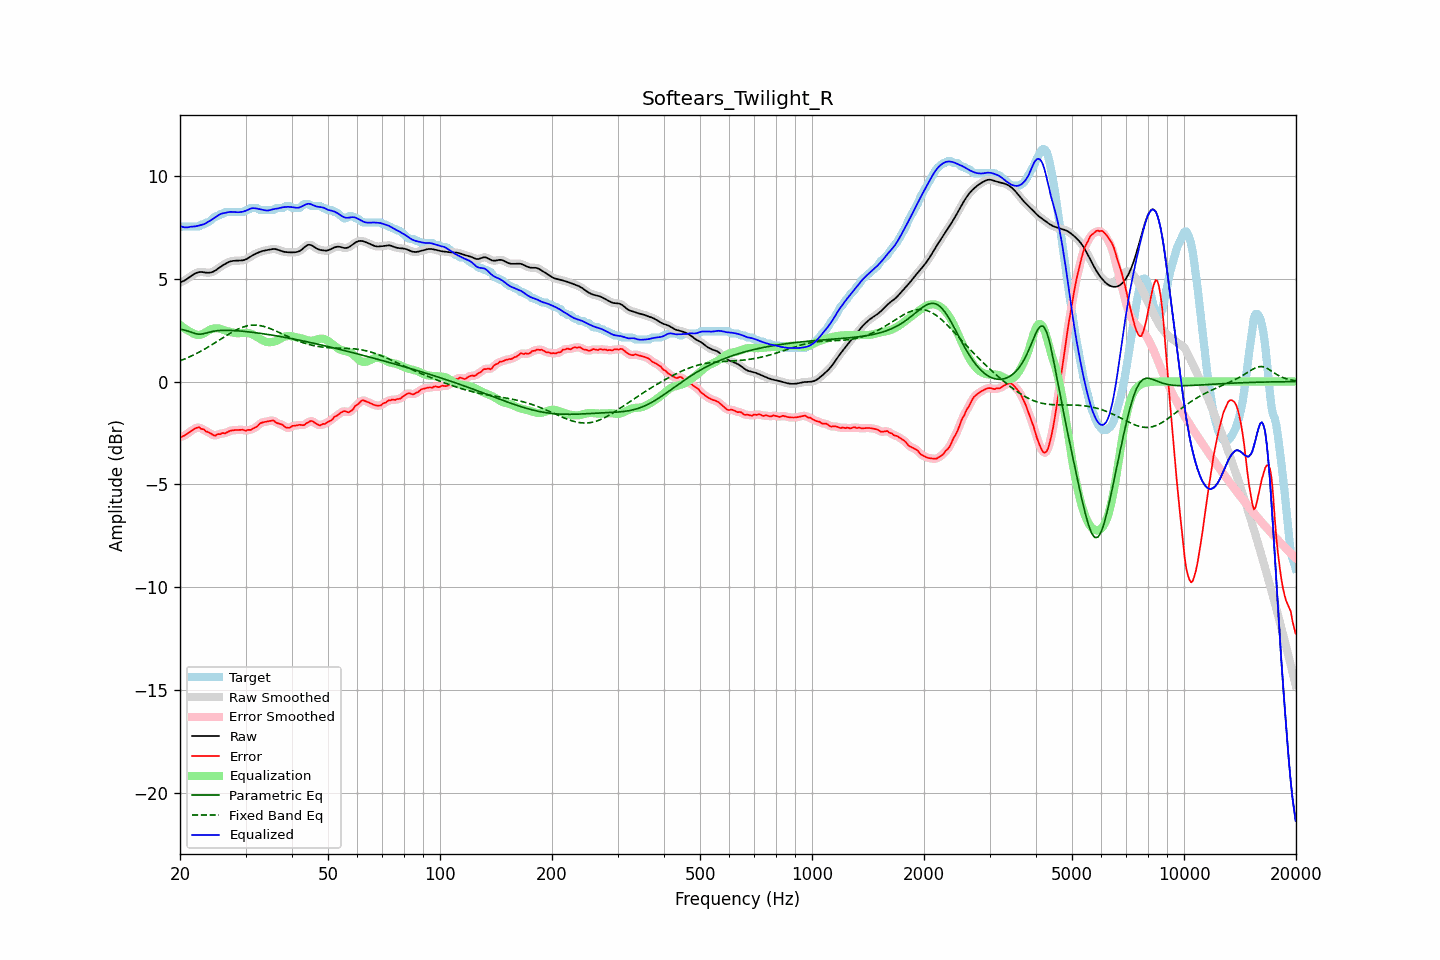 Softears_Twilight_R
Amplitude (dBr)
10
5
0
−5
−10
−15
−20
Target
Raw Smoothed
Error Smoothed
Raw
Error
Equalization
Parametric Eq
Fixed Band Eq
Equalized
20 50 100 200 500 1000 2000 5000 10000 20000
Frequency (Hz)